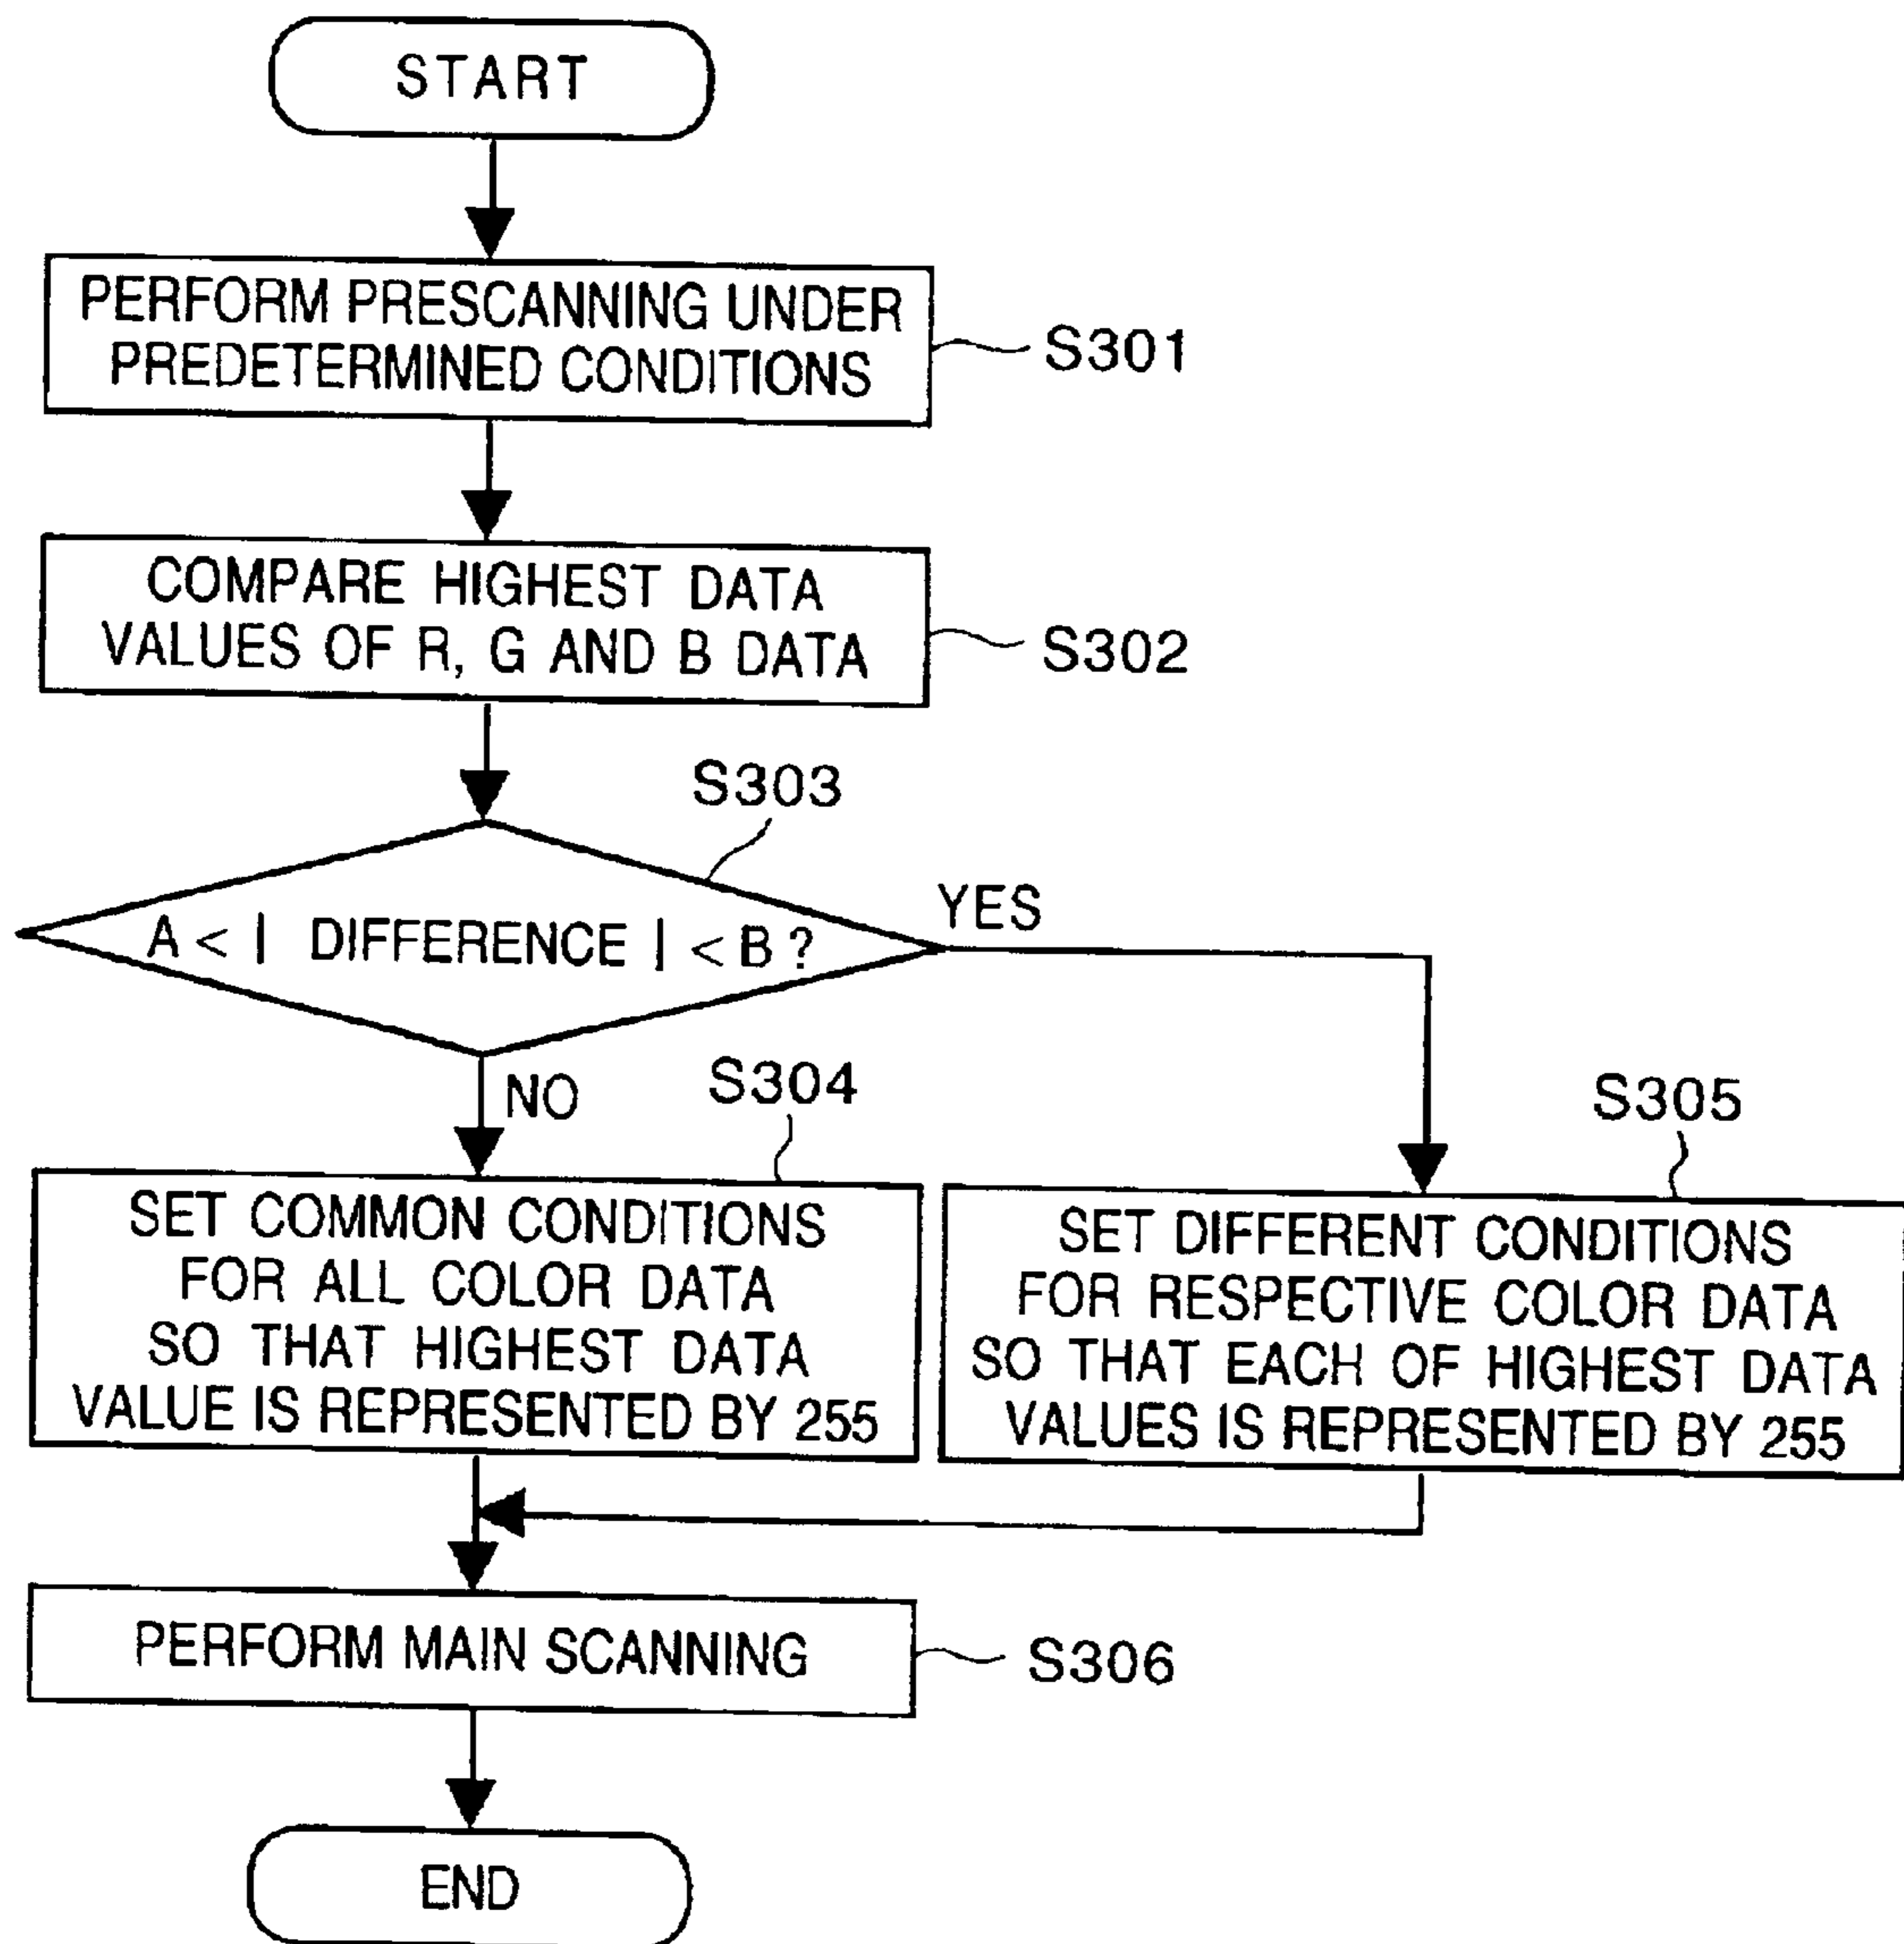 START
PERFORM PRESCANNING UNDER
PREDETERMINED CONDITIONS
S301
COMPARE HIGHEST DATA
VALUES OF R, G AND B DATA
S302
S303
A < | DIFFERENCE | < B ?
YES
NO
S304
SET COMMON CONDITIONS
FOR ALL COLOR DATA
SO THAT HIGHEST DATA
VALUE IS REPRESENTED BY 255
S305
SET DIFFERENT CONDITIONS
FOR RESPECTIVE COLOR DATA
SO THAT EACH OF HIGHEST DATA
VALUES IS REPRESENTED BY 255
PERFORM MAIN SCANNING
S306
END